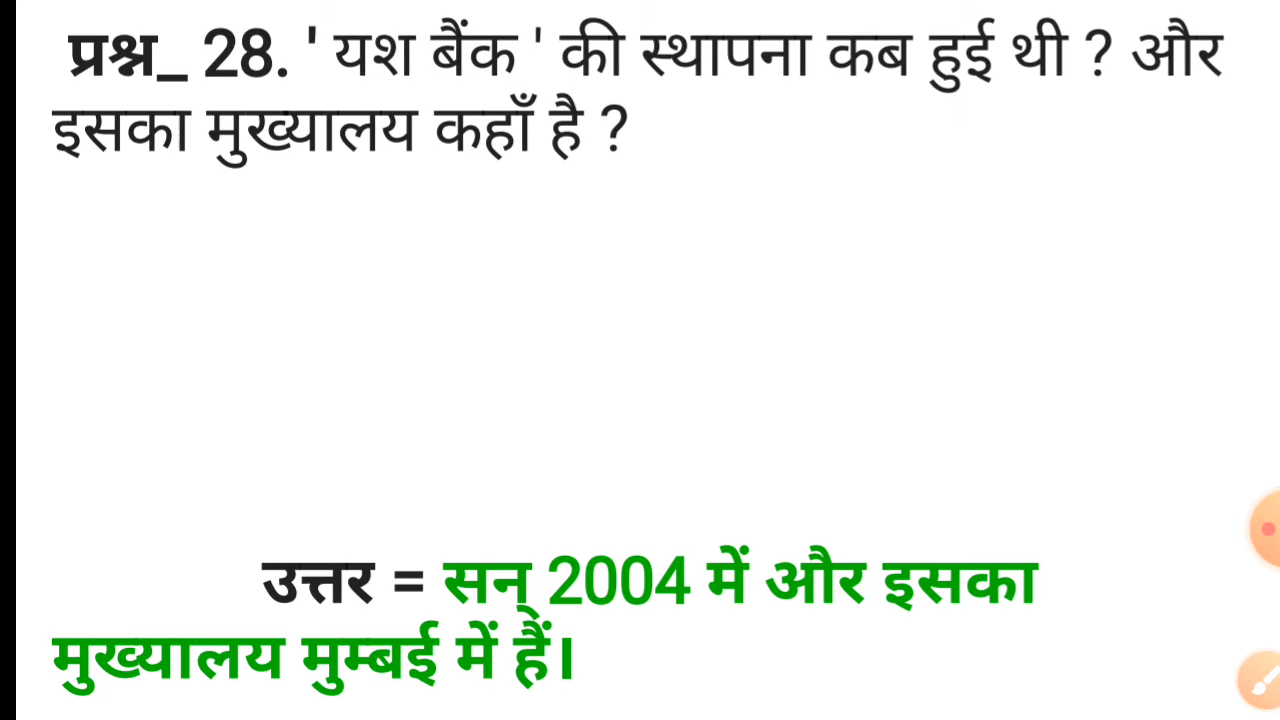 प्रश्न_ 28. ' यश बैंक ' की स्थापना कब हुई थी ? और
इसका मुख्यालय कहाँ है ?
उत्तर = सन् 2004 में और इसका
मुख्यालय मुम्बई में हैं।